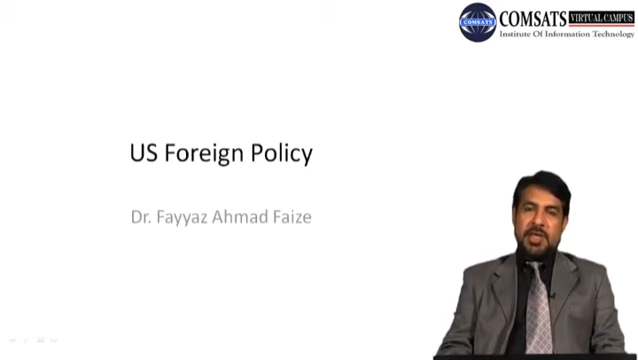 COMSATS VIRTUAL CAMPUS
Institute Of Information Technology
COMSATS
US Foreign Policy
Dr. Fayyaz Ahmad Faize